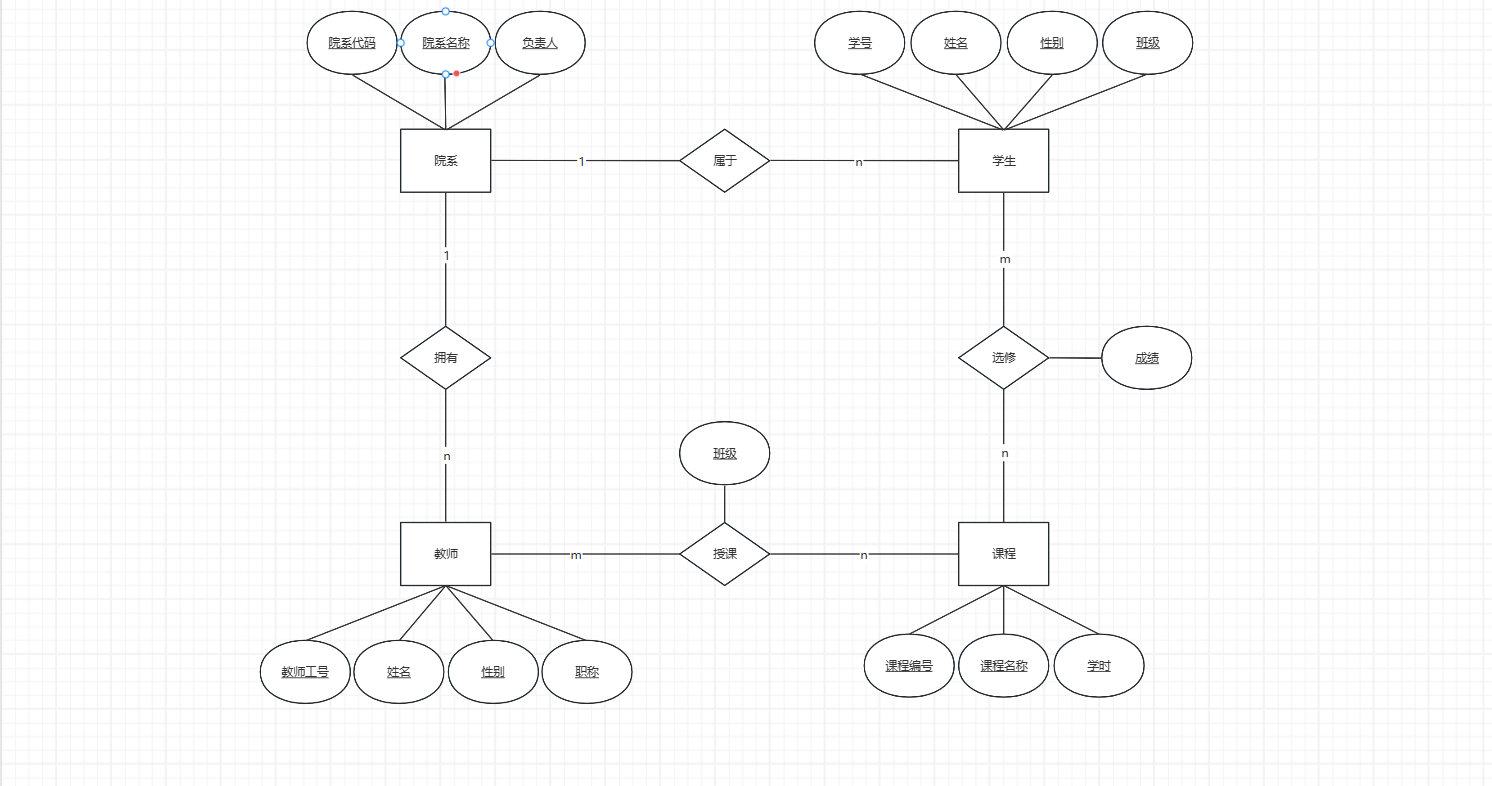 院系代码
院系名称
负责人
学号
姓名
性别
班级
院系
1
属于
n
学生
1
m
拥有
选修
成绩
n
班级
n
教师
m
授课
n
课程
教师工号
姓名
性别
职称
课程编号
课程名称
学时